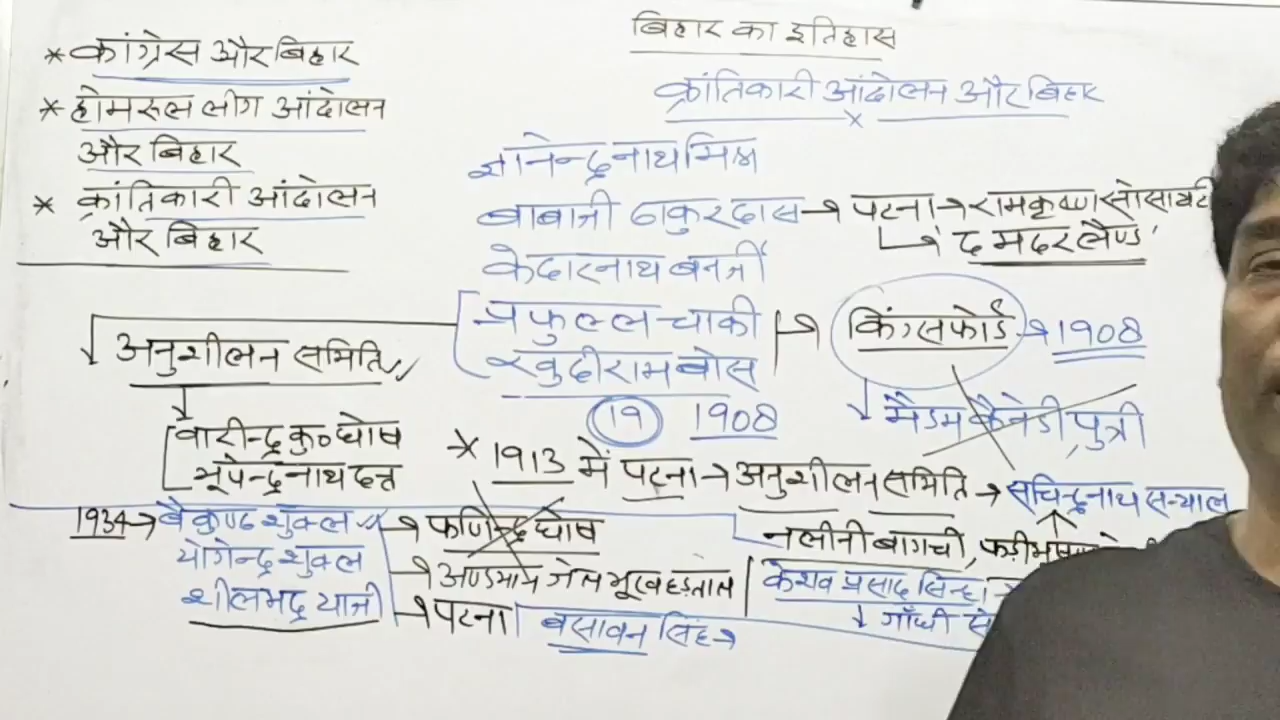 बिहार का इतिहास
क्रांतिकारी आंदोलन और बिहार
* कांग्रेस और बिहार
* होमरुल लीग आंदोलन
और बिहार
* क्रांतिकारी आंदोलन
और बिहार
ज्ञानेन्द्रनाथ मिश्र
बाबाजी ठाकुरदास → पटना → रामकृष्ण सोसायटी
↳ 'द मदरलैण्ड'
केदारनाथ बनर्जी
प्रफुल्ल चाकी
खुदीराम बोस
→ किंग्सफोर्ड → 1908
↓ मैडम कैनेडी, पुत्री
19 1908
अनुशीलन समिति
वारीन्द्र कु० घोष
भूपेन्द्रनाथ दत्त
* 1913 में पटना → अनुशीलन समिति → सचिन्द्रनाथ सन्याल
नलीनी बागची,
1934 → बैकुण्ठ शुक्ल → फणिन्द्र घोष
योगेन्द्र शुक्ल → अण्डमान जेल भूख हड़ताल
शीलभद्र याजी → पटना
बसावन सिंह →
केशव प्रसाद सिन्हा →
↓ गाँधी से